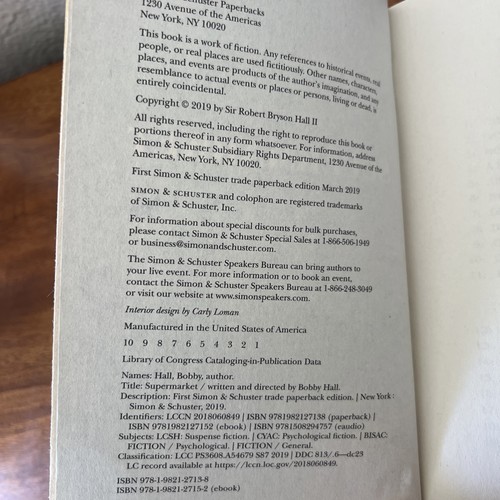 Schuster Paperbacks
1230 Avenue of the Americas
New York, NY 10020
This book is a work of fiction. Any references to historical events, real
people, or real places are used fictitiously. Other names, characters,
places, and events are products of the author's imagination, and any
resemblance to actual events or places or persons, living or dead, is
entirely coincidental.
Copyright © 2019 by Sir Robert Bryson Hall II
All rights reserved, including the right to reproduce this book or
portions thereof in any form whatsoever. For information, address
Simon & Schuster Subsidiary Rights Department, 1230 Avenue of the
Americas, New York, NY 10020.
First Simon & Schuster trade paperback edition March 2019
SIMON & SCHUSTER and colophon are registered trademarks
of Simon & Schuster, Inc.
For information about special discounts for bulk purchases,
please contact Simon & Schuster Special Sales at 1-866-506-1949
or business@simonandschuster.com.
The Simon & Schuster Speakers Bureau can bring authors to
your live event. For more information or to book an event,
contact the Simon & Schuster Speakers Bureau at 1-866-248-3049
or visit our website at www.simonspeakers.com.
Interior design by Carly Loman
Manufactured in the United States of America
10 9 8 7 6 5 4 3 2 1
Library of Congress Cataloging-in-Publication Data
Names: Hall, Bobby, author.
Title: Supermarket / written and directed by Bobby Hall.
Description: First Simon & Schuster trade paperback edition. | New York :
Simon & Schuster, 2019.
Identifiers: LCCN 2018060849 | ISBN 9781982127138 (paperback) |
ISBN 9781982127152 (ebook) | ISBN 9781508294757 (eaudio)
Subjects: LCSH: Suspense fiction. | CYAC: Psychological fiction. | BISAC:
FICTION / Psychological. | FICTION / General.
Classification: LCC PS3608.A54679 S87 2019 | DDC 813/.6—dc23
LC record available at https://lccn.loc.gov/2018060849.
ISBN 978-1-9821-2713-8
ISBN 978-1-9821-2715-2 (ebook)